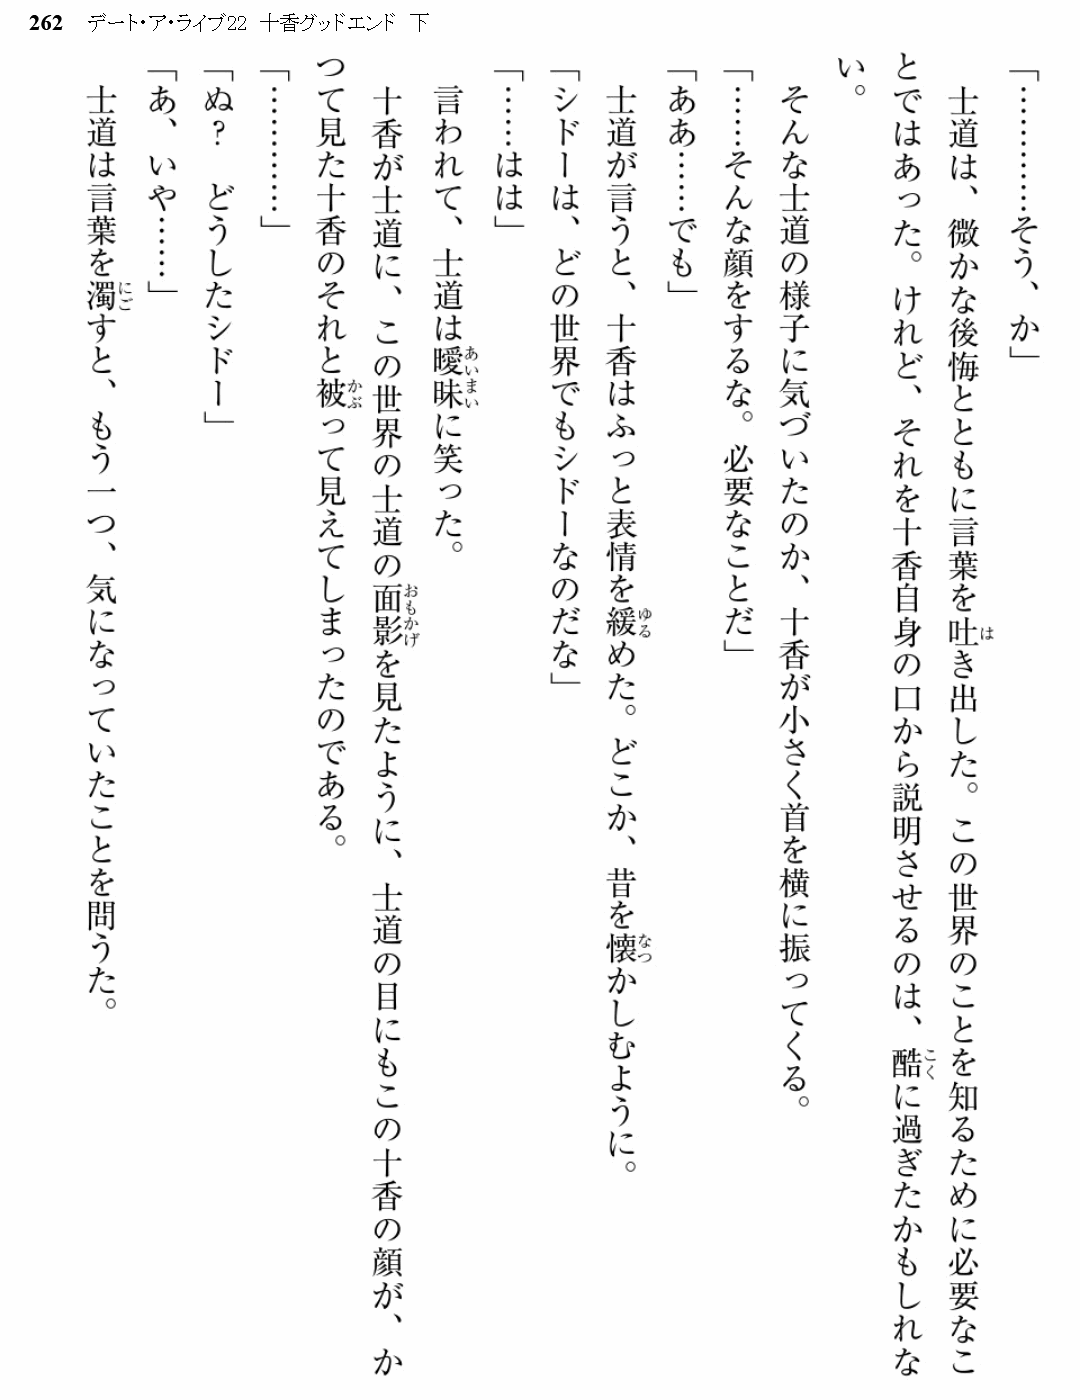 262 デート・ア・ライブ22 十香グッドエンド 下
「…………そう、か」
　士道は、微かな後悔とともに言葉を吐き出した。この世界のことを知るために必要なこ
とではあった。けれど、それを十香自身の口から説明させるのは、酷に過ぎたかもしれな
い。
　そんな士道の様子に気づいたのか、十香が小さく首を横に振ってくる。
「……そんな顔をするな。必要なことだ」
「ああ……でも」
　士道が言うと、十香はふっと表情を緩めた。どこか、昔を懐かしむように。
「シドーは、どの世界でもシドーなのだな」
「……はは」
　言われて、士道は曖昧に笑った。
　十香が士道に、この世界の士道の面影を見たように、士道の目にもこの十香の顔が、か
つて見た十香のそれと被って見えてしまったのである。
「…………」
「ぬ？　どうしたシドー」
「あ、いや……」
　士道は言葉を濁すと、もう一つ、気になっていたことを問うた。